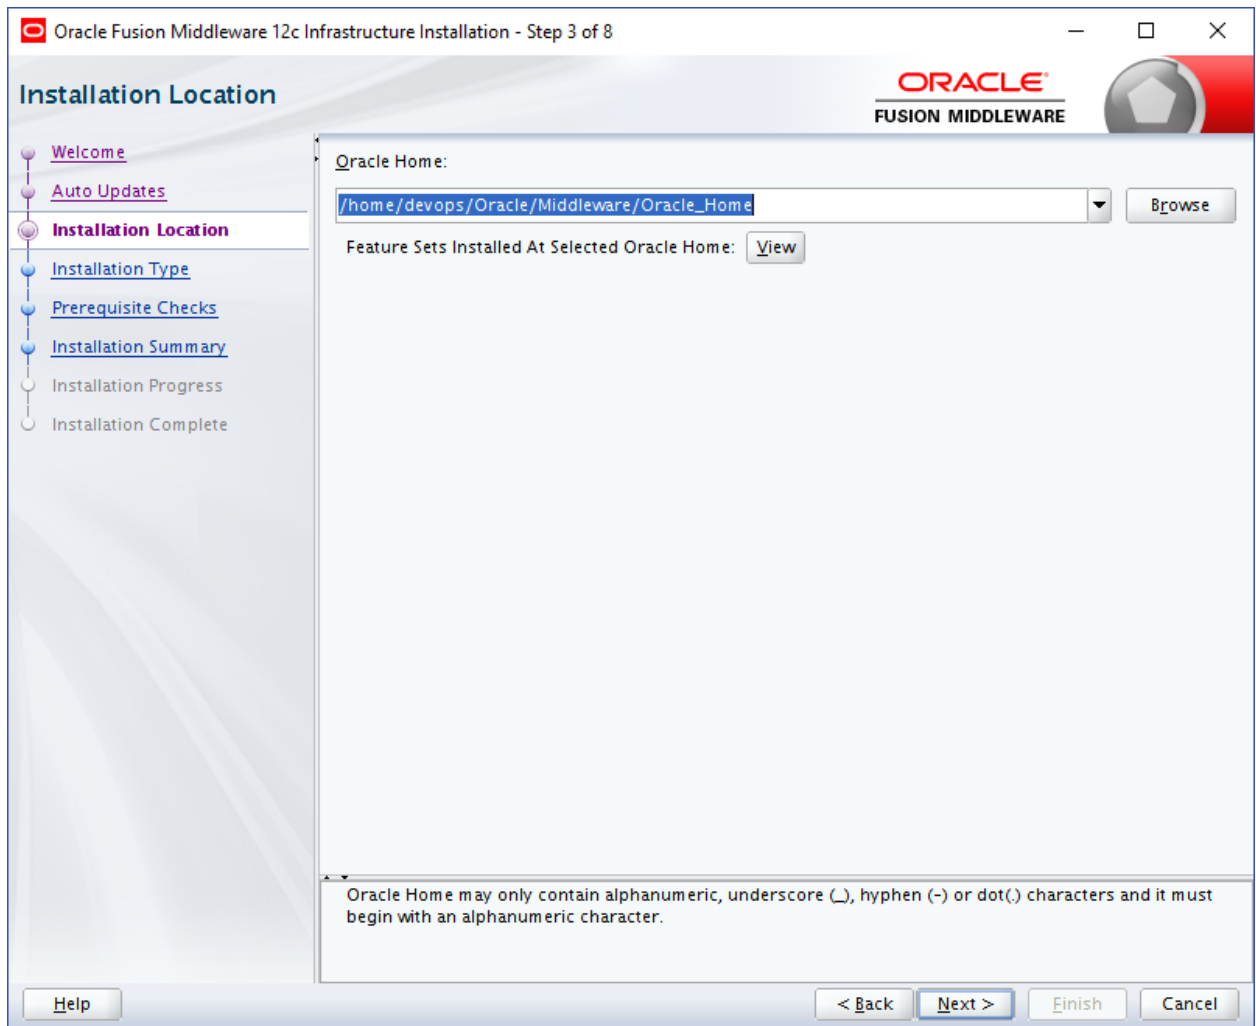 Oracle Fusion Middleware 12c Infrastructure Installation - Step 3 of 8
Installation Location
ORACLE
FUSION MIDDLEWARE
Welcome
Auto Updates
Installation Location
Installation Type
Prerequisite Checks
Installation Summary
Installation Progress
Installation Complete
Oracle Home:
/home/devops/Oracle/Middleware/Oracle_Home
Browse
Feature Sets Installed At Selected Oracle Home: View
Oracle Home may only contain alphanumeric, underscore (_), hyphen (-) or dot(.) characters and it must
begin with an alphanumeric character.
Help
< Back
Next >
Finish
Cancel